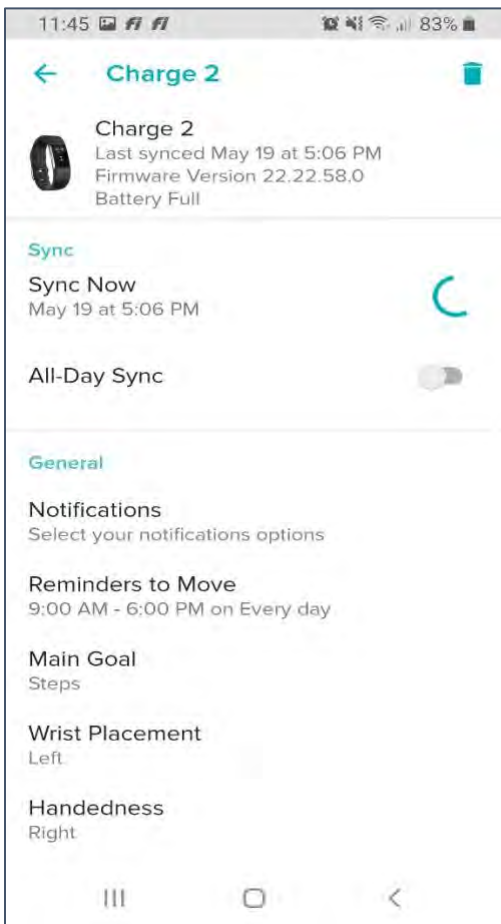 11:45 83%
Charge 2
Charge 2
Last synced May 19 at 5:06 PM
Firmware Version 22.22.58.0
Battery Full
Sync
Sync Now
May 19 at 5:06 PM
All-Day Sync
General
Notifications
Select your notifications options
Reminders to Move
9:00 AM - 6:00 PM on Every day
Main Goal
Steps
Wrist Placement
Left
Handedness
Right